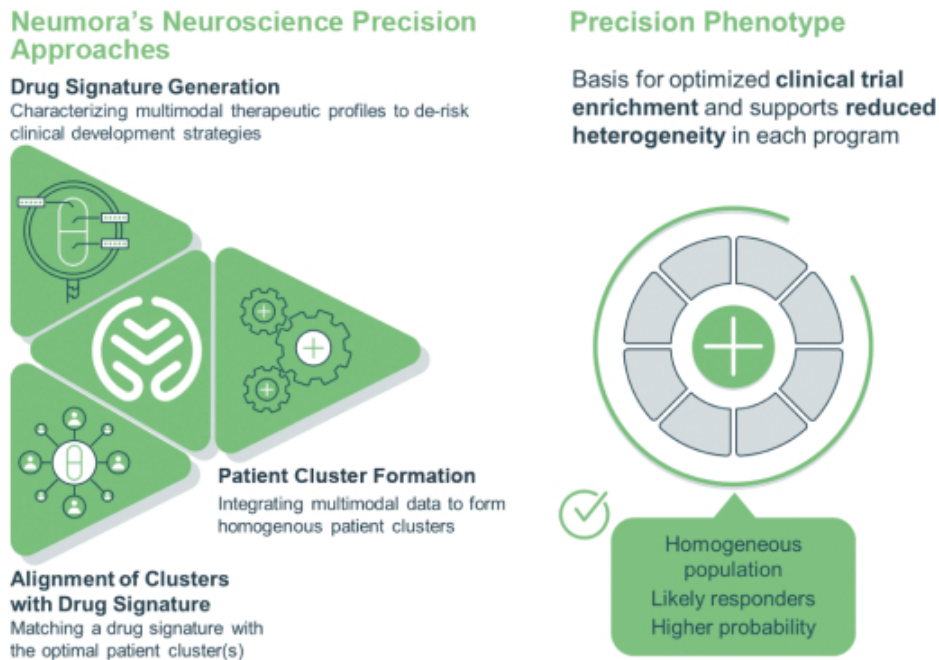 Neumora's Neuroscience Precision
Approaches
Drug Signature Generation
Characterizing multimodal therapeutic profiles to de-risk
clinical development strategies
Patient Cluster Formation
Integrating multimodal data to form
homogenous patient clusters
Alignment of Clusters
with Drug Signature
Matching a drug signature with
the optimal patient cluster(s)
Precision Phenotype
Basis for optimized clinical trial
enrichment and supports reduced
heterogeneity in each program
Homogeneous
population
Likely responders
Higher probability